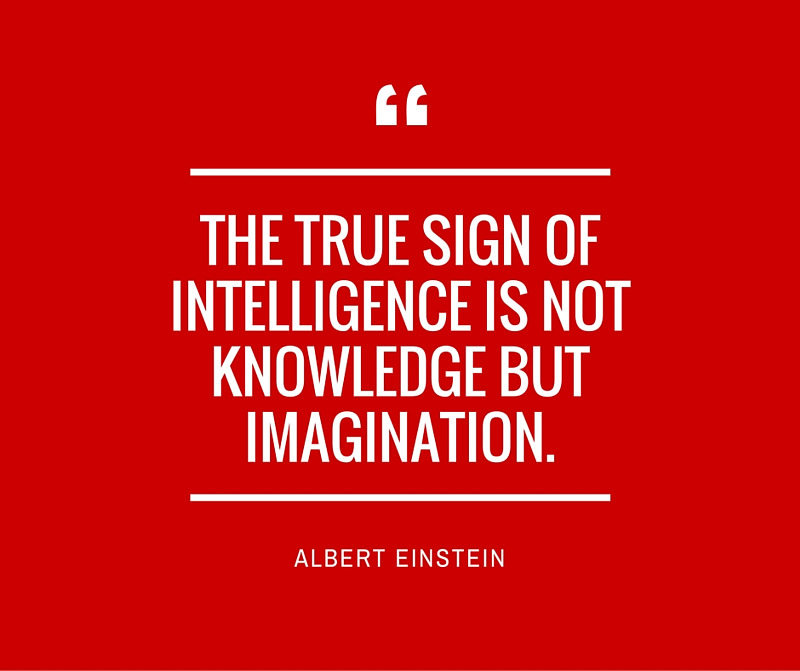 “
THE TRUE SIGN OF
INTELLIGENCE IS NOT
KNOWLEDGE BUT
IMAGINATION.
ALBERT EINSTEIN